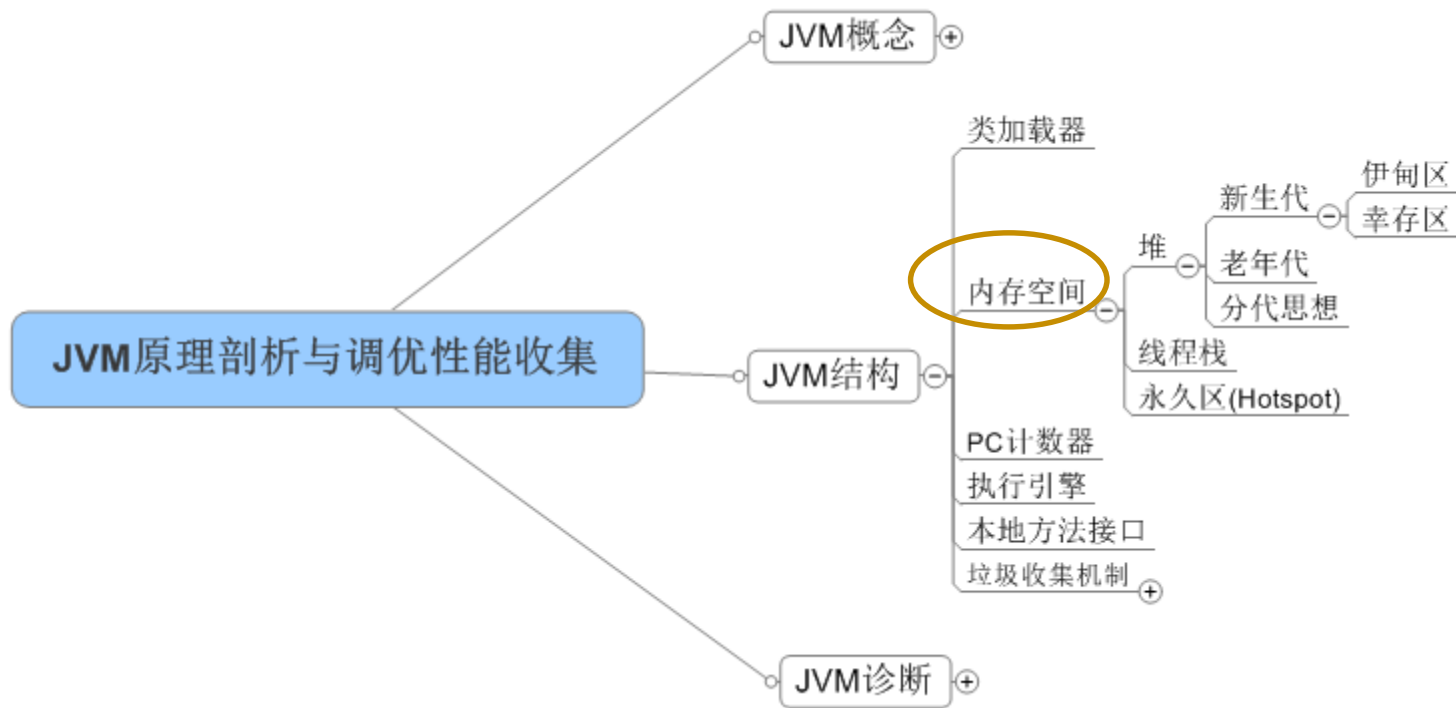 JVM概念
类加载器
伊甸区
新生代
幸存区
堆
老年代
内存空间
分代思想
JVM原理剖析与调优性能收集
线程栈
JVM结构
永久区(Hotspot)
PC计数器
执行引擎
本地方法接口
垃圾收集机制
JVM诊断